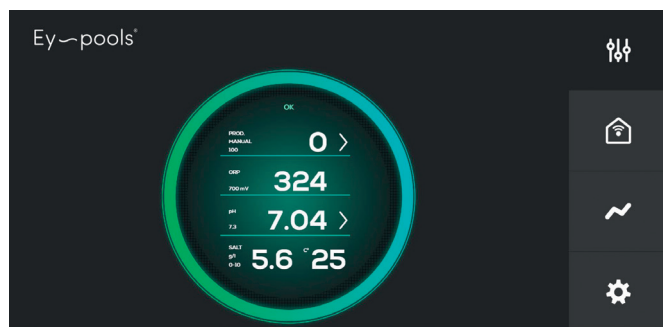 Ey~pools®
OK
PROD.
MANUAL
100
0 >
ORP
700 mV
324
pH
7.3
7.04 >
SALT
g/l
0-10
5.6 °C 25